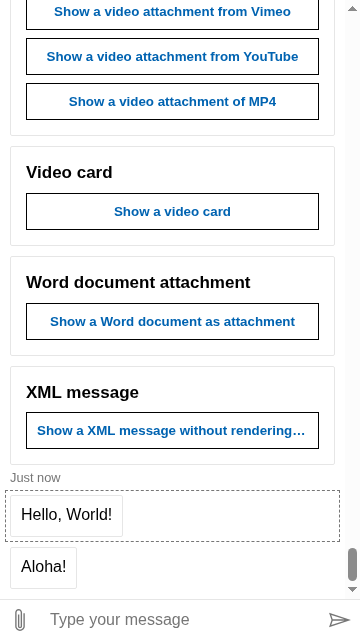 Show a video attachment from Vimeo
Show a video attachment from YouTube
Show a video attachment of MP4
Video card
Show a video card
Word document attachment
Show a Word document as attachment
XML message
Show a XML message without rendering…
Just now
Hello, World!
Aloha!
Type your message